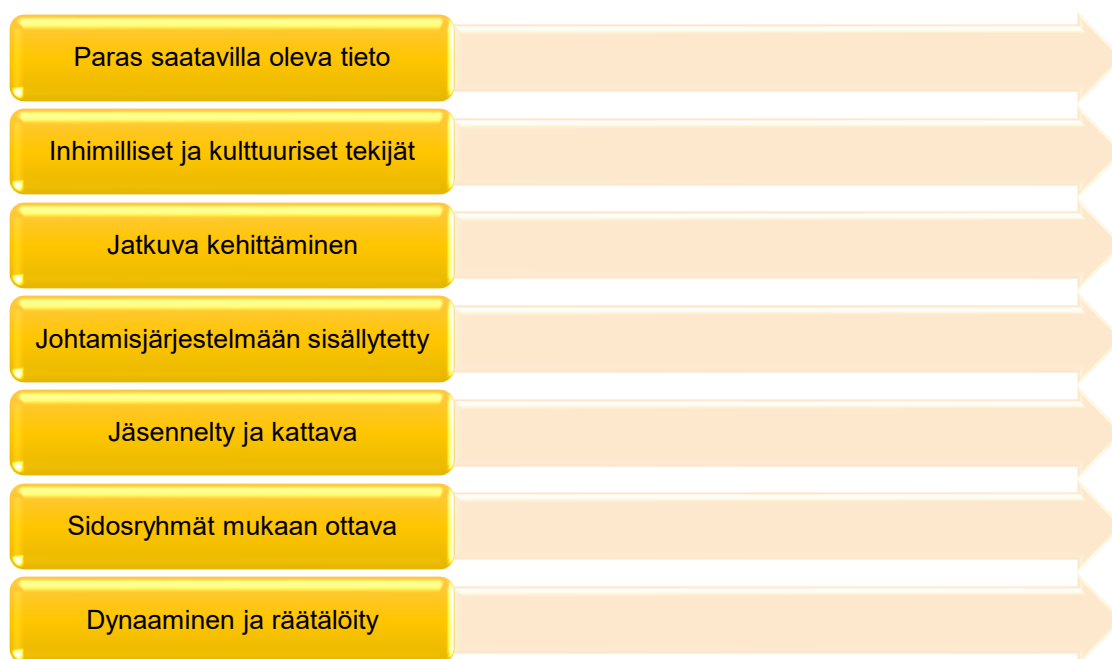 Paras saatavilla oleva tieto
Inhimilliset ja kulttuuriset tekijät
Jatkuva kehittäminen
Johtamisjärjestelmään sisällytetty
Jäsennelty ja kattava
Sidosryhmät mukaan ottava
Dynaaminen ja räätälöity